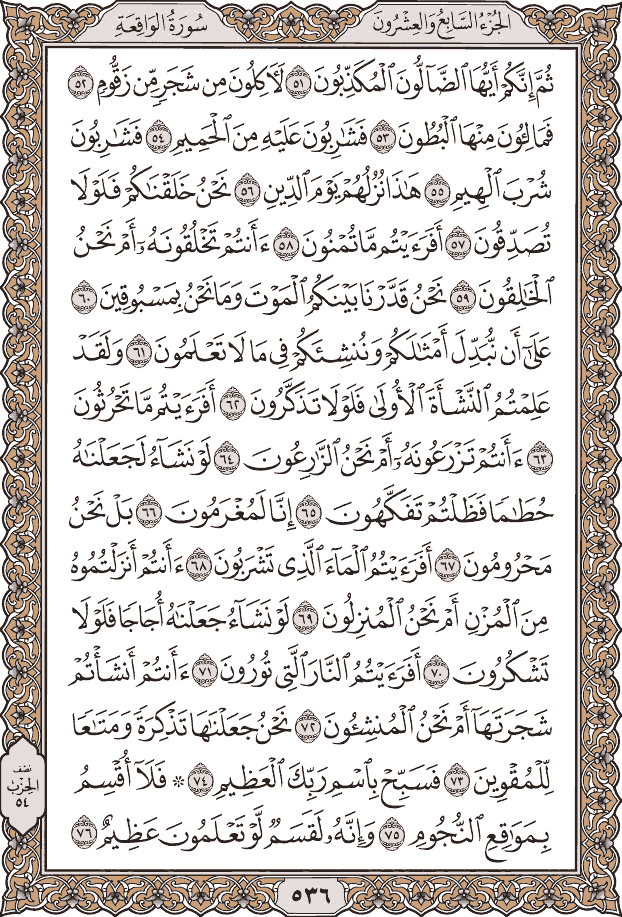 الجُزْءُ السَّابِعُ وَالعِشْرُونَ
سُورَةُ الوَاقِعَةِ
ثُمَّ إِنَّكُمْ أَيُّهَا ٱلضَّآلُّونَ ٱلْمُكَذِّبُونَ ٥١ لَأٓكِلُونَ مِن شَجَرٍ مِّن زَقُّومٍ ٥٢
فَمَالِـُٔونَ مِنْهَا ٱلْبُطُونَ ٥٣ فَشَٰرِبُونَ عَلَيْهِ مِنَ ٱلْحَمِيمِ ٥٤ فَشَٰرِبُونَ
شُرْبَ ٱلْهِيمِ ٥٥ هَٰذَا نُزُلُهُمْ يَوْمَ ٱلدِّينِ ٥٦ نَحْنُ خَلَقْنَٰكُمْ فَلَوْلَا
تُصَدِّقُونَ ٥٧ أَفَرَءَيْتُم مَّا تُمْنُونَ ٥٨ ءَأَنتُمْ تَخْلُقُونَهُۥٓ أَمْ نَحْنُ
ٱلْخَٰلِقُونَ ٥٩ نَحْنُ قَدَّرْنَا بَيْنَكُمُ ٱلْمَوْتَ وَمَا نَحْنُ بِمَسْبُوقِينَ ٦٠
عَلَىٰٓ أَن نُّبَدِّلَ أَمْثَٰلَكُمْ وَنُنشِئَكُمْ فِى مَا لَا تَعْلَمُونَ ٦١ وَلَقَدْ
عَلِمْتُمُ ٱلنَّشْأَةَ ٱلْأُولَىٰ فَلَوْلَا تَذَكَّرُونَ ٦٢ أَفَرَءَيْتُم مَّا تَحْرُثُونَ
٦٣ ءَأَنتُمْ تَزْرَعُونَهُۥٓ أَمْ نَحْنُ ٱلزَّٰرِعُونَ ٦٤ لَوْ نَشَآءُ لَجَعَلْنَٰهُ
حُطَٰمًا فَظَلْتُمْ تَفَكَّهُونَ ٦٥ إِنَّا لَمُغْرَمُونَ ٦٦ بَلْ نَحْنُ
مَحْرُومُونَ ٦٧ أَفَرَءَيْتُمُ ٱلْمَآءَ ٱلَّذِى تَشْرَبُونَ ٦٨ ءَأَنتُمْ أَنزَلْتُمُوهُ
مِنَ ٱلْمُزْنِ أَمْ نَحْنُ ٱلْمُنزِلُونَ ٦٩ لَوْ نَشَآءُ جَعَلْنَٰهُ أُجَاجًا فَلَوْلَا
تَشْكُرُونَ ٧٠ أَفَرَءَيْتُمُ ٱلنَّارَ ٱلَّتِى تُورُونَ ٧١ ءَأَنتُمْ أَنشَأْتُمْ
شَجَرَتَهَآ أَمْ نَحْنُ ٱلْمُنشِـُٔونَ ٧٢ نَحْنُ جَعَلْنَٰهَا تَذْكِرَةً وَمَتَٰعًا
لِّلْمُقْوِينَ ٧٣ فَسَبِّحْ بِٱسْمِ رَبِّكَ ٱلْعَظِيمِ ٧٤ ۞ فَلَآ أُقْسِمُ
بِمَوَٰقِعِ ٱلنُّجُومِ ٧٥ وَإِنَّهُۥ لَقَسَمٌ لَّوْ تَعْلَمُونَ عَظِيمٌ ٧٦
نصف
الحزب
٥٤
٥٣٦